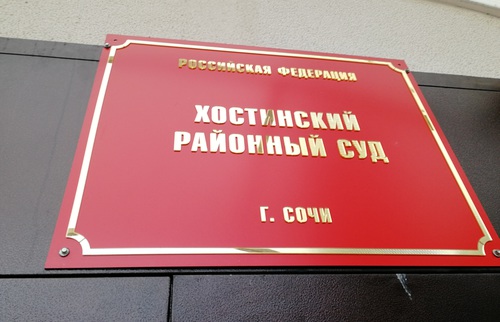 РОССИЙСКАЯ ФЕДЕРАЦИЯ
ХОСТИНСКИЙ
РАЙОННЫЙ СУД
Г. СОЧИ